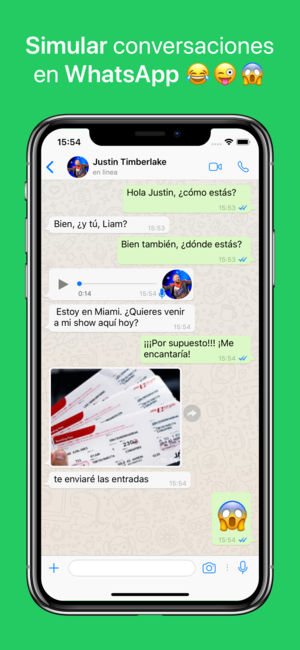 Simular conversaciones
en WhatsApp 😂 😜 😱
15:54
Justin Timberlake
en línea
Hola Justin, ¿cómo estás?
15:53
Bien, ¿y tú, Liam?
15:53
Bien también, ¿dónde estás?
15:53
0:14
15:54
Estoy en Miami. ¿Quieres venir
a mi show aquí hoy?
15:54
¡¡¡Por supuesto!!! ¡Me
encantaría!
15:54
te enviaré las entradas
15:54
😱
15:54